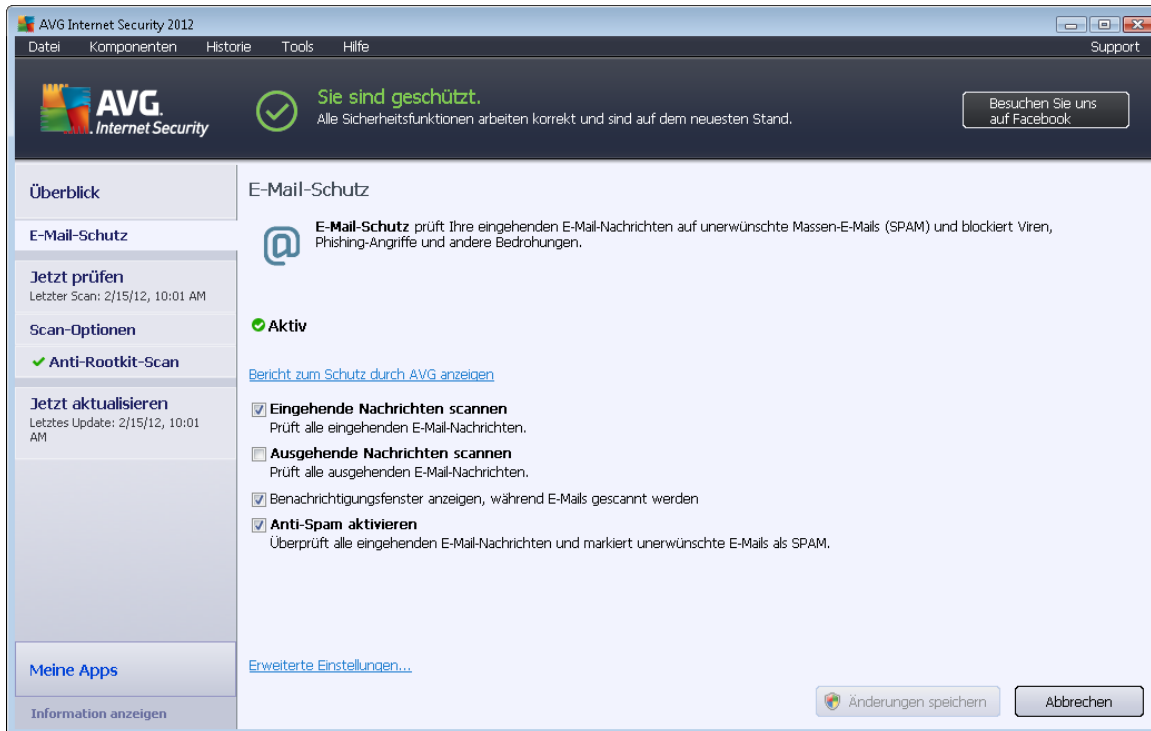 AVG Internet Security 2012
Datei Komponenten Historie Tools Hilfe Support
AVG.
Internet Security
Sie sind geschützt.
Alle Sicherheitsfunktionen arbeiten korrekt und sind auf dem neuesten Stand.
Besuchen Sie uns
auf Facebook
Überblick
E-Mail-Schutz
Jetzt prüfen
Letzter Scan: 2/15/12, 10:01 AM
Scan-Optionen
Anti-Rootkit-Scan
Jetzt aktualisieren
Letztes Update: 2/15/12, 10:01
AM
Meine Apps
Information anzeigen
E-Mail-Schutz
E-Mail-Schutz prüft Ihre eingehenden E-Mail-Nachrichten auf unerwünschte Massen-E-Mails (SPAM) und blockiert Viren,
Phishing-Angriffe und andere Bedrohungen.
Aktiv
Bericht zum Schutz durch AVG anzeigen
Eingehende Nachrichten scannen
Prüft alle eingehenden E-Mail-Nachrichten.
Ausgehende Nachrichten scannen
Prüft alle ausgehenden E-Mail-Nachrichten.
Benachrichtigungsfenster anzeigen, während E-Mails gescannt werden
Anti-Spam aktivieren
Überprüft alle eingehenden E-Mail-Nachrichten und markiert unerwünschte E-Mails als SPAM.
Erweiterte Einstellungen...
Änderungen speichern
Abbrechen